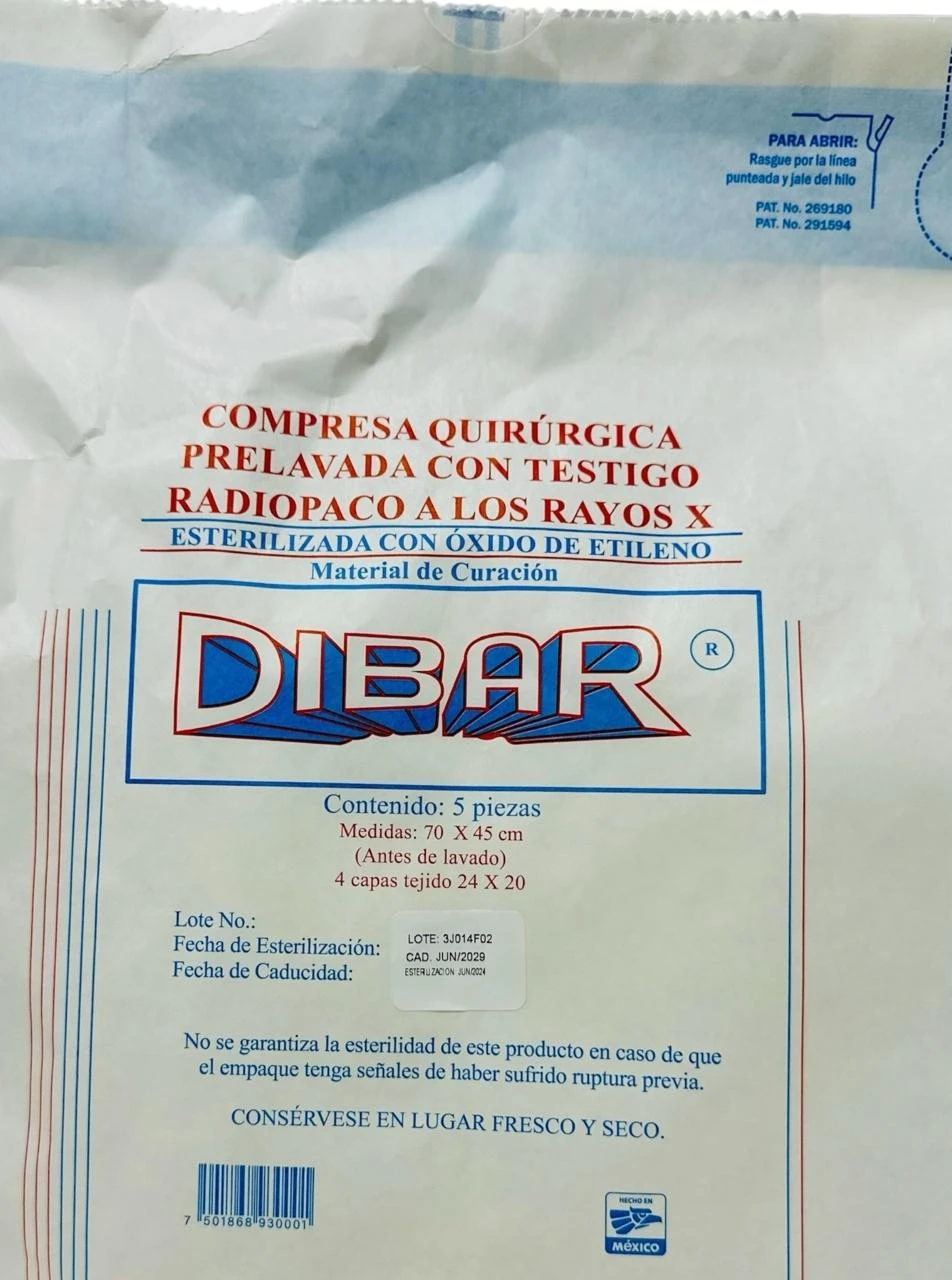 PARA ABRIR:
Rasgue por la línea
punteada y jale del hilo
PAT. No. 269180
PAT. No. 291594
COMPRESA QUIRÚRGICA
PRELAVADA CON TESTIGO
RADIOPACO A LOS RAYOS X
ESTERILIZADA CON ÓXIDO DE ETILENO
Material de Curación
DIBAR ®
Contenido: 5 piezas
Medidas: 70 X 45 cm
(Antes de lavado)
4 capas tejido 24 X 20
Lote No.:
Fecha de Esterilización:
Fecha de Caducidad:
LOTE: 3J014F02
CAD. JUN/2029
ESTERILIZACION JUN/2024
No se garantiza la esterilidad de este producto en caso de que
el empaque tenga señales de haber sufrido ruptura previa.
CONSÉRVESE EN LUGAR FRESCO Y SECO.
7 501868 930001
HECHO EN
MÉXICO